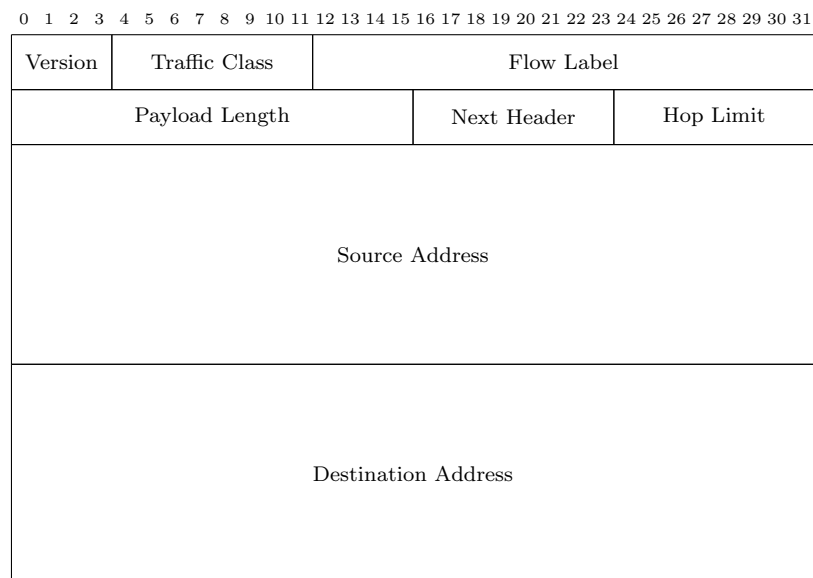 0 1 2 3 4 5 6 7 8 9 10 11 12 13 14 15 16 17 18 19 20 21 22 23 24 25 26 27 28 29 30 31
Version Traffic Class Flow Label
Payload Length Next Header Hop Limit
Source Address
Destination Address